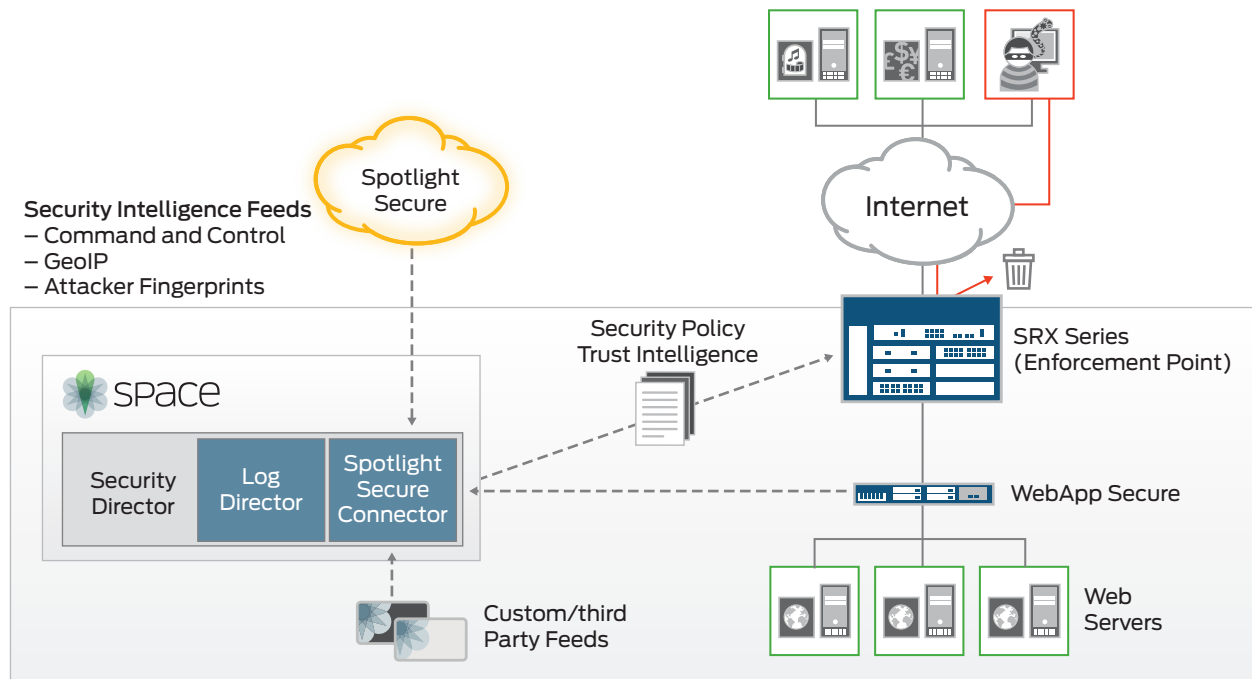 Spotlight
Secure
Security Intelligence Feeds
– Command and Control
– GeoIP
– Attacker Fingerprints
£$¥
€
Internet
Security Policy
Trust Intelligence
SRX Series
(Enforcement Point)
space
Security
Director
Log
Director
Spotlight
Secure
Connector
WebApp Secure
Custom/third
Party Feeds
Web
Servers